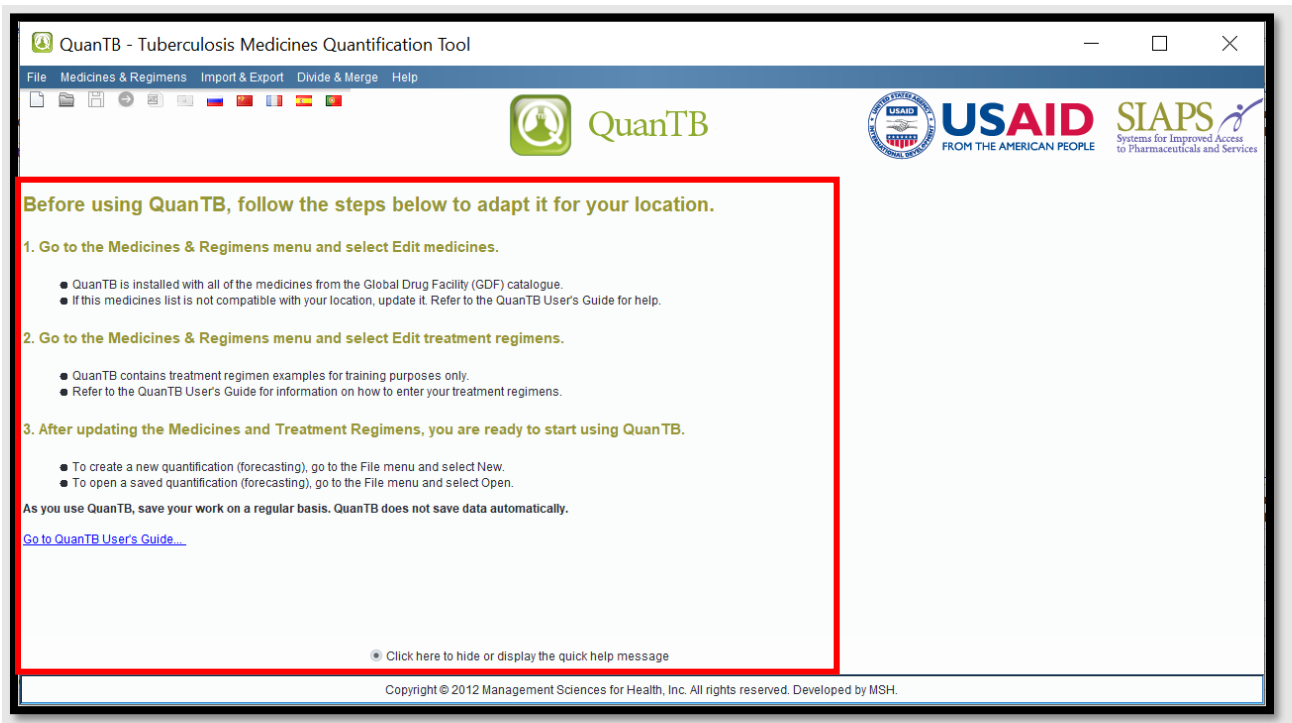 QuanTB - Tuberculosis Medicines Quantification Tool
File Medicines & Regimens Import & Export Divide & Merge Help
QuanTB
UNITED STATES AGENCY
USAID
INTERNATIONAL DEVELOPMENT
USAID
FROM THE AMERICAN PEOPLE
SIAPS
Systems for Improved Access
to Pharmaceuticals and Services
Before using QuanTB, follow the steps below to adapt it for your location.
1. Go to the Medicines & Regimens menu and select Edit medicines.
QuanTB is installed with all of the medicines from the Global Drug Facility (GDF) catalogue.
If this medicines list is not compatible with your location, update it. Refer to the QuanTB User's Guide for help.
2. Go to the Medicines & Regimens menu and select Edit treatment regimens.
QuanTB contains treatment regimen examples for training purposes only.
Refer to the QuanTB User's Guide for information on how to enter your treatment regimens.
3. After updating the Medicines and Treatment Regimens, you are ready to start using QuanTB.
To create a new quantification (forecasting), go to the File menu and select New.
To open a saved quantification (forecasting), go to the File menu and select Open.
As you use QuanTB, save your work on a regular basis. QuanTB does not save data automatically.
Go to QuanTB User's Guide...
Click here to hide or display the quick help message
Copyright © 2012 Management Sciences for Health, Inc. All rights reserved. Developed by MSH.